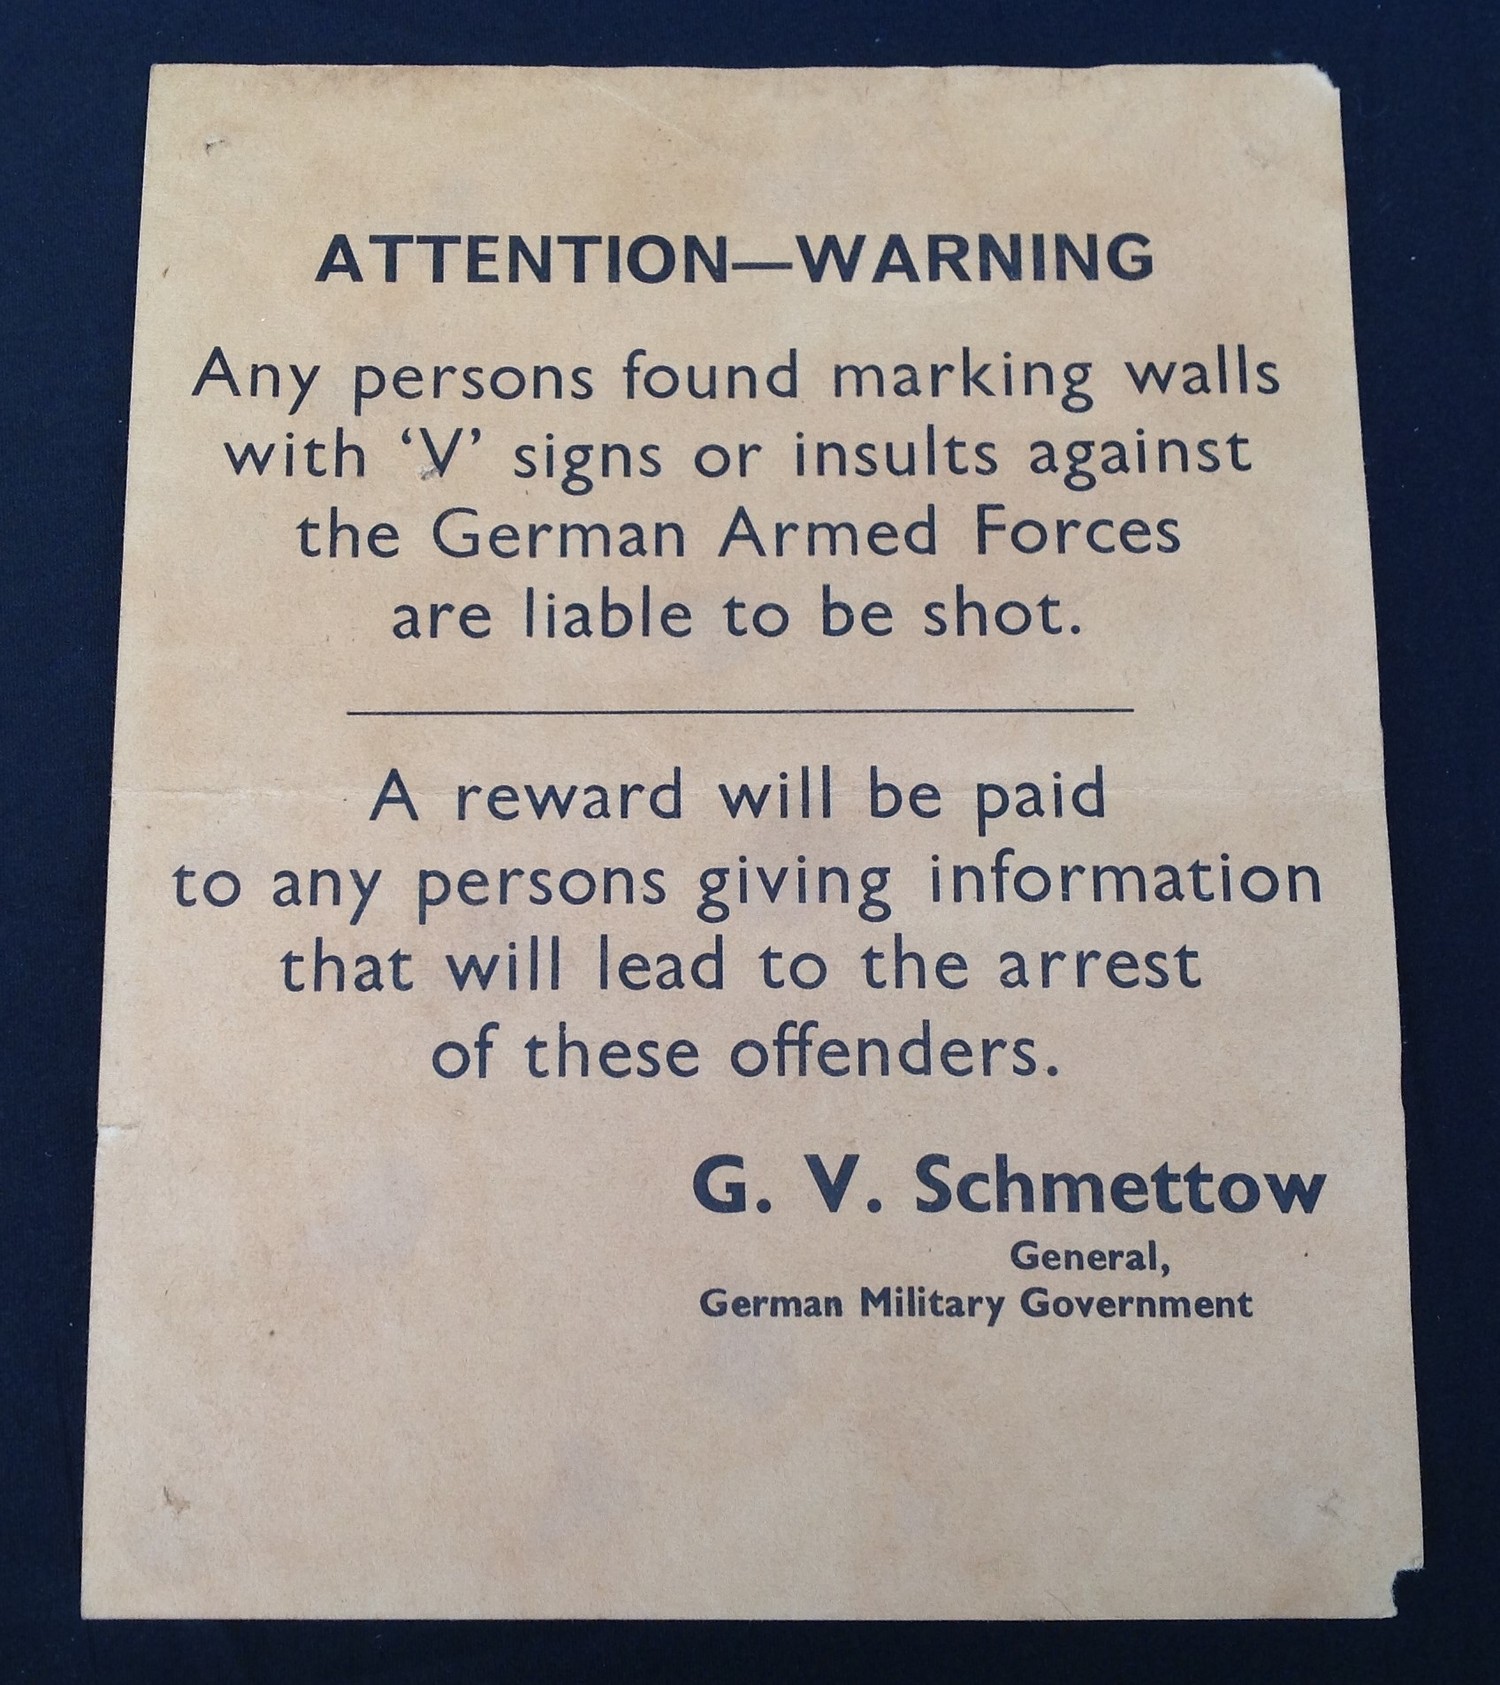 ATTENTION—WARNING
Any persons found marking walls
with ‘V’ signs or insults against
the German Armed Forces
are liable to be shot.
A reward will be paid
to any persons giving information
that will lead to the arrest
of these offenders.
G. V. Schmettow
General,
German Military Government